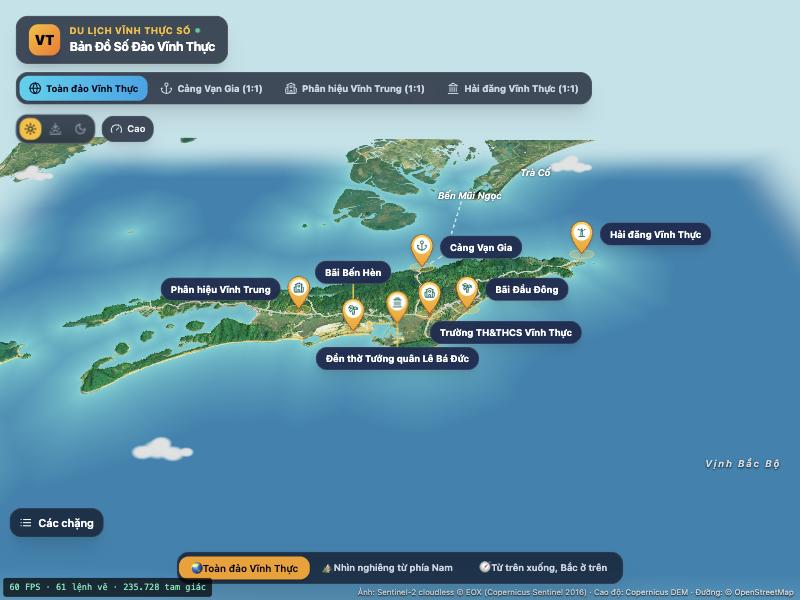 VT
DU LỊCH VĨNH THỰC SỐ
Bản Đồ Số Đảo Vĩnh Thực
Toàn đảo Vĩnh Thực
Cảng Vạn Gia (1:1)
Phân hiệu Vĩnh Trung (1:1)
Hải đăng Vĩnh Thực (1:1)
Cao
Trà Cổ
Bến Mũi Ngọc
Hải đăng Vĩnh Thực
Cảng Vạn Gia
Bãi Bến Hèn
Phân hiệu Vĩnh Trung
Bãi Đầu Đông
Trường TH&THCS Vĩnh Thực
Đền thờ Tướng quân Lê Bá Đức
Vịnh Bắc Bộ
Các chặng
Toàn đảo Vĩnh Thực
Nhìn nghiêng từ phía Nam
Từ trên xuống, Bắc ở trên
60 FPS · 61 lệnh vẽ · 235.728 tam giác
Ảnh: Sentinel-2 cloudless © EOX (Copernicus Sentinel 2016) · Cao độ: Copernicus DEM · Đường: © OpenStreetMap